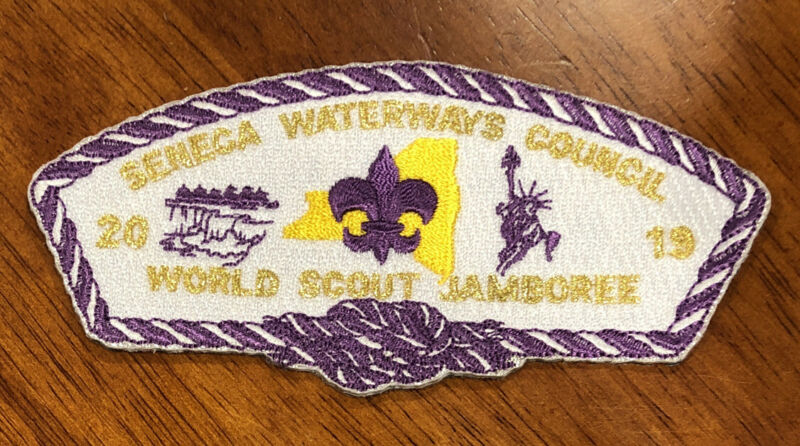 SENECA WATERWAYS COUNCIL
20 19
WORLD SCOUT JAMBOREE